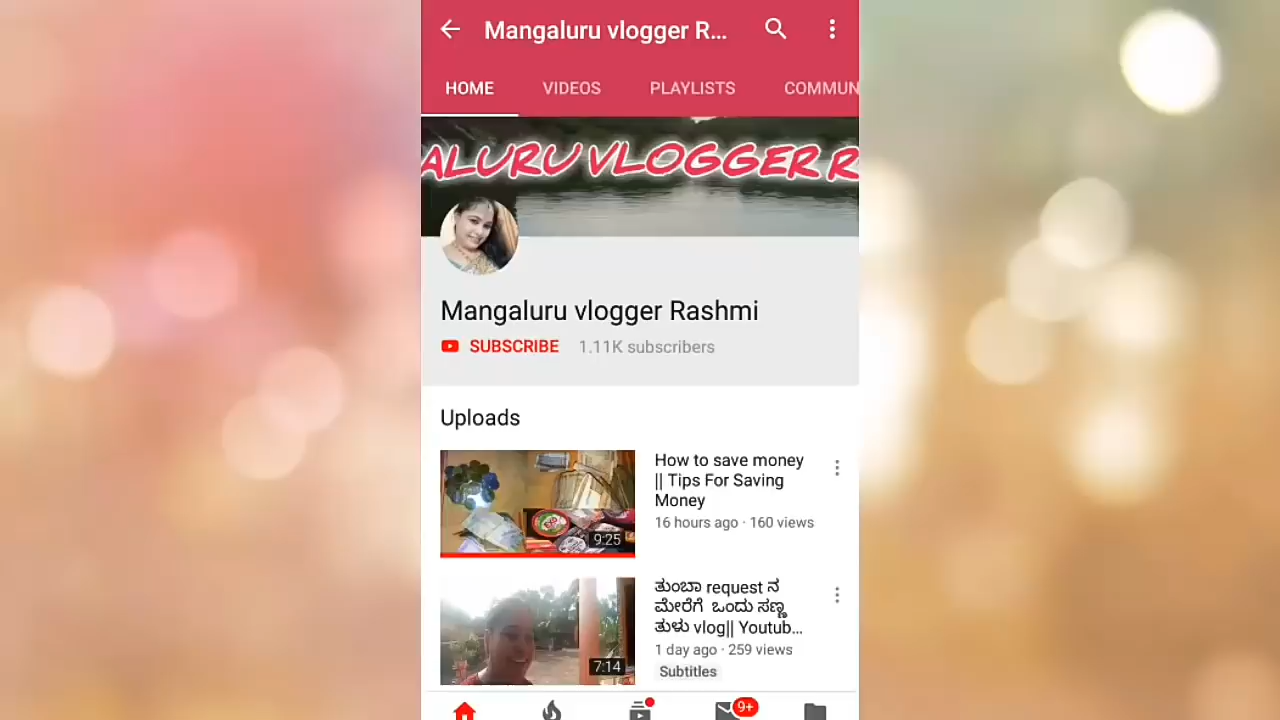 Mangaluru vlogger R...
HOME VIDEOS PLAYLISTS COMMUN
ALURU VLOGGER R
Mangaluru vlogger Rashmi
SUBSCRIBE 1.11K subscribers
Uploads
How to save money
|| Tips For Saving
Money
16 hours ago · 160 views
9:25
ತುಂಬಾ request ನ
ಮೇರೆಗೆ ಒಂದು ಸಣ್ಣ
ತುಳು vlog|| Youtub...
1 day ago · 259 views
Subtitles
7:14
9+